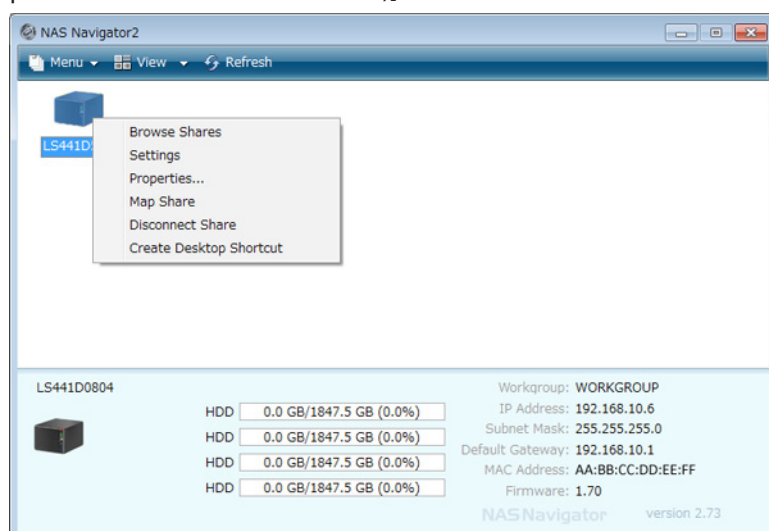 NAS Navigator2
Menu View Refresh
LS441D
Browse Shares
Settings
Properties...
Map Share
Disconnect Share
Create Desktop Shortcut
LS441D0804
HDD 0.0 GB/1847.5 GB (0.0%)
HDD 0.0 GB/1847.5 GB (0.0%)
HDD 0.0 GB/1847.5 GB (0.0%)
HDD 0.0 GB/1847.5 GB (0.0%)
Workgroup: WORKGROUP
IP Address: 192.168.10.6
Subnet Mask: 255.255.255.0
Default Gateway: 192.168.10.1
MAC Address: AA:BB:CC:DD:EE:FF
Firmware: 1.70
NAS Navigator version 2.73